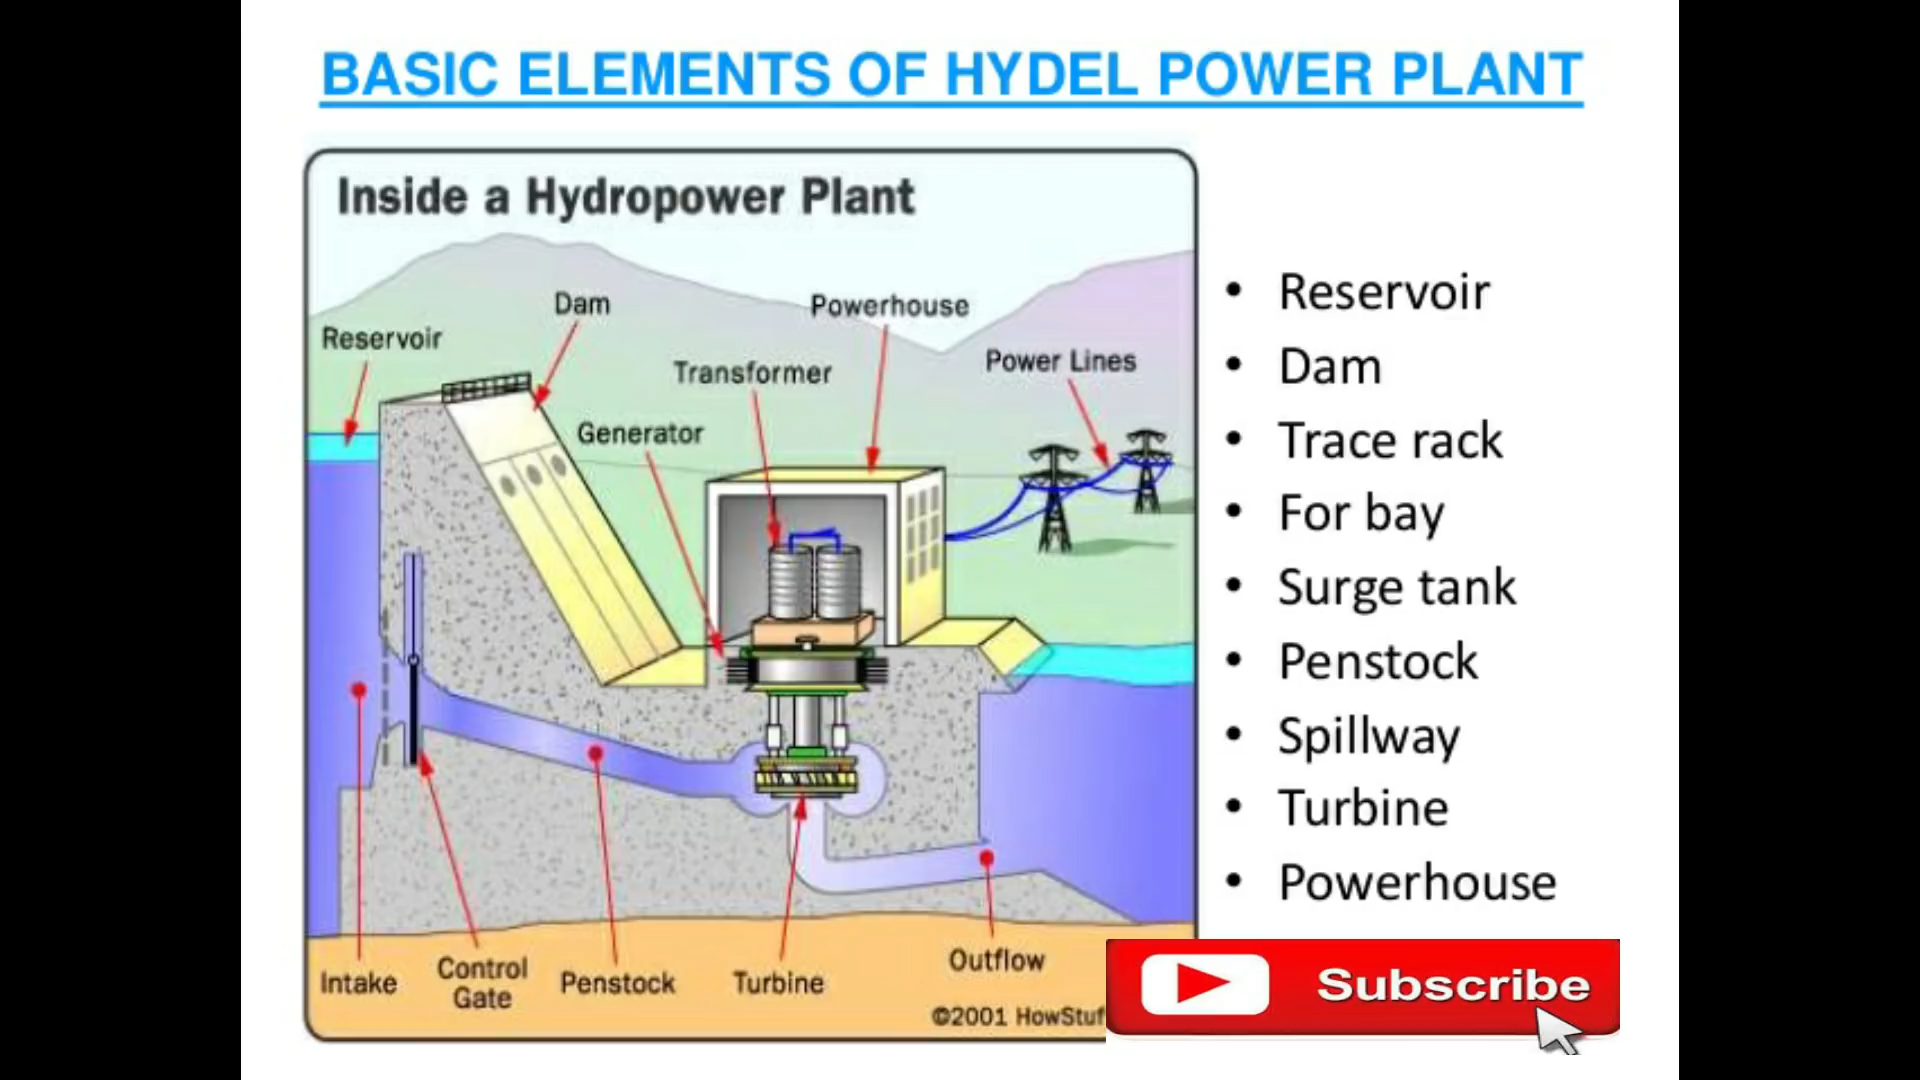 BASIC ELEMENTS OF HYDEL POWER PLANT
Inside a Hydropower Plant
Dam
Powerhouse
Reservoir
Transformer
Power Lines
Generator
Intake
Control
Gate
Penstock
Turbine
Outflow
©2001 HowStuf
• Reservoir
• Dam
• Trace rack
• For bay
• Surge tank
• Penstock
• Spillway
• Turbine
• Powerhouse
Subscribe